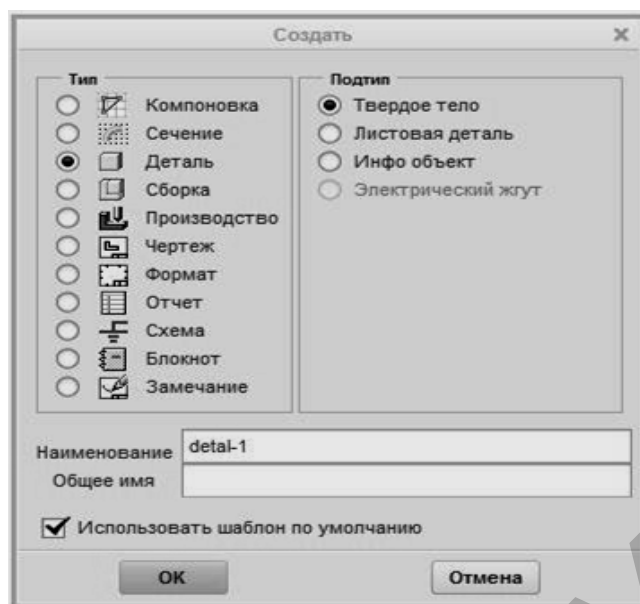 Создать
Тип
Компоновка
Сечение
Деталь
Сборка
Производство
Чертеж
Формат
Отчет
Схема
Блокнот
Замечание
Подтип
Твердое тело
Листовая деталь
Инфо объект
Электрический жгут
Наименование detal-1
Общее имя
Использовать шаблон по умолчанию
OK Отмена